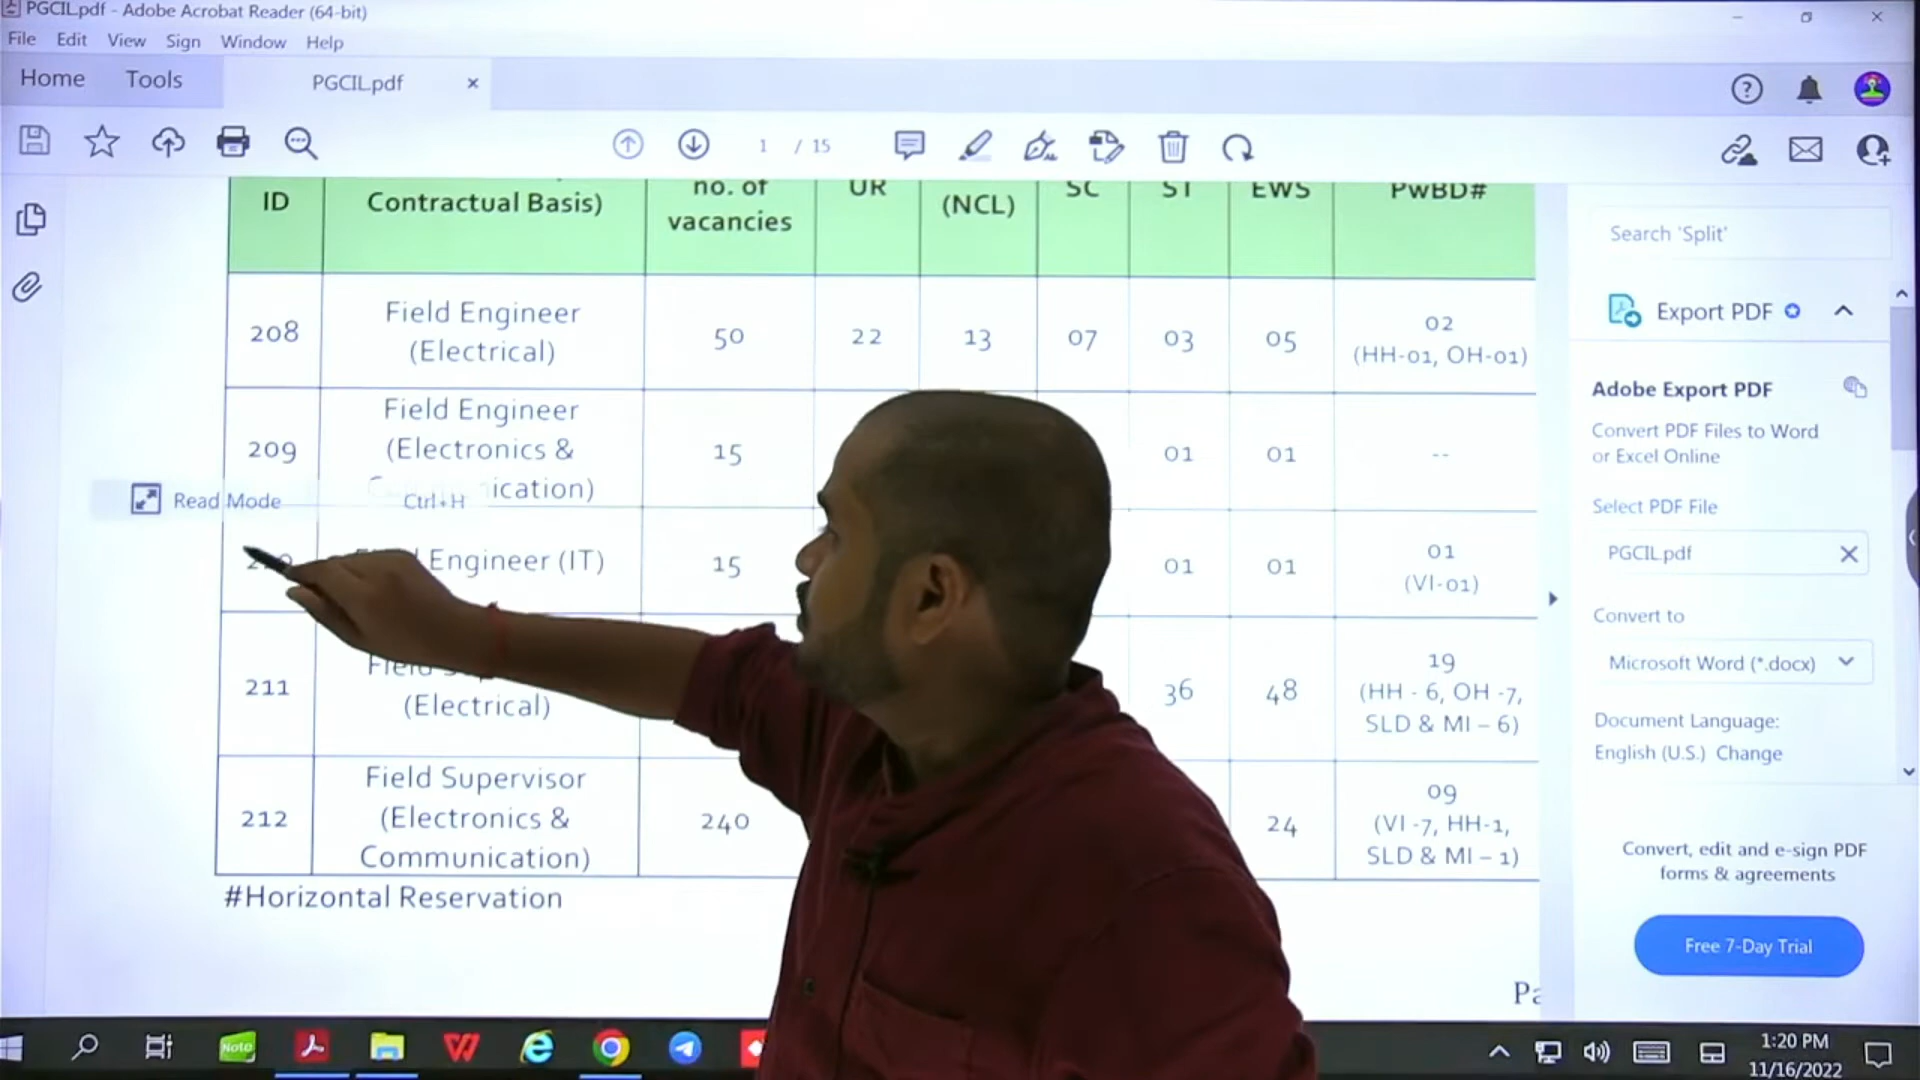 PGCIL.pdf - Adobe Acrobat Reader (64-bit)
File Edit View Sign Window Help
Home Tools PGCIL.pdf
1 / 15
ID Contractual Basis) no. of vacancies UR (NCL) SC ST EWS PwBD#
208 Field Engineer (Electrical) 50 22 13 07 03 05 02 (HH-01, OH-01)
209 Field Engineer (Electronics & 15 01 01 --
Read Mode Ctrl+H
Engineer (IT) 15 01 01 01 (VI-01)
211 (Electrical) 36 48 19 (HH - 6, OH -7, SLD & MI – 6)
212 Field Supervisor (Electronics & Communication) 240 24 09 (VI -7, HH-1, SLD & MI – 1)
#Horizontal Reservation
Search 'Split'
Export PDF
Adobe Export PDF
Convert PDF Files to Word
or Excel Online
Select PDF File
PGCIL.pdf
Convert to
Microsoft Word (*.docx)
Document Language:
English (U.S.) Change
Convert, edit and e-sign PDF
forms & agreements
Free 7-Day Trial
Note
1:20 PM
11/16/2022